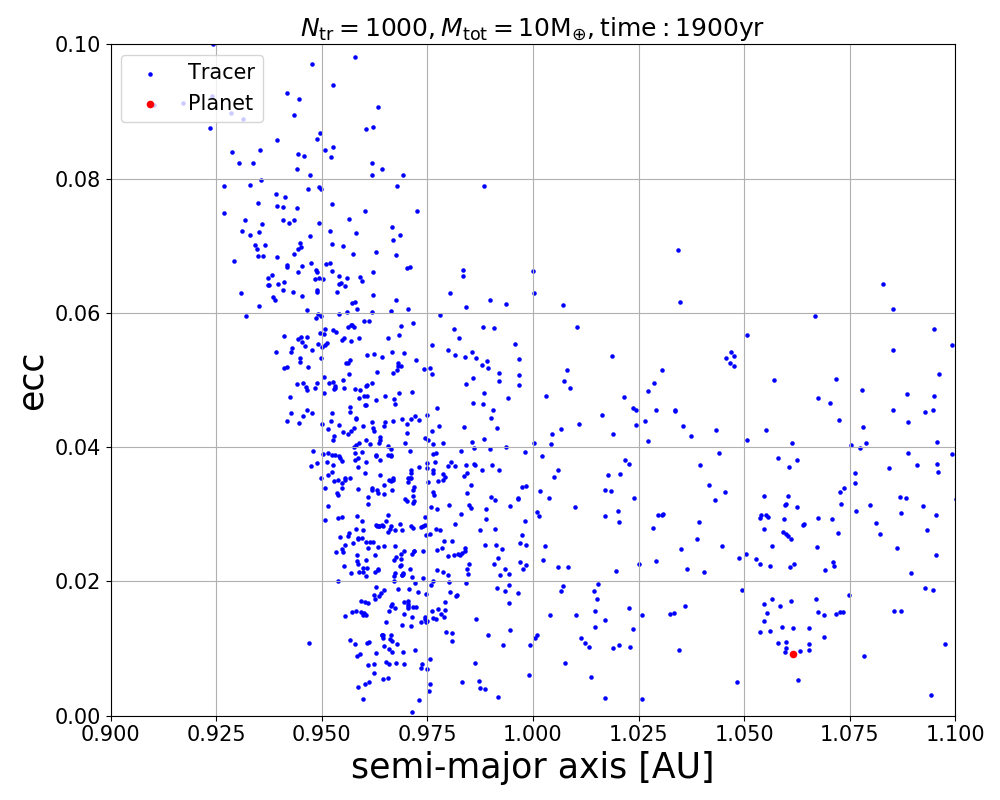 N_tr = 1000, M_tot = 10M_⊕, time : 1900yr
Tracer
Planet
ecc
0.10
0.08
0.06
0.04
0.02
0.00
0.900 0.925 0.950 0.975 1.000 1.025 1.050 1.075 1.100
semi-major axis [AU]